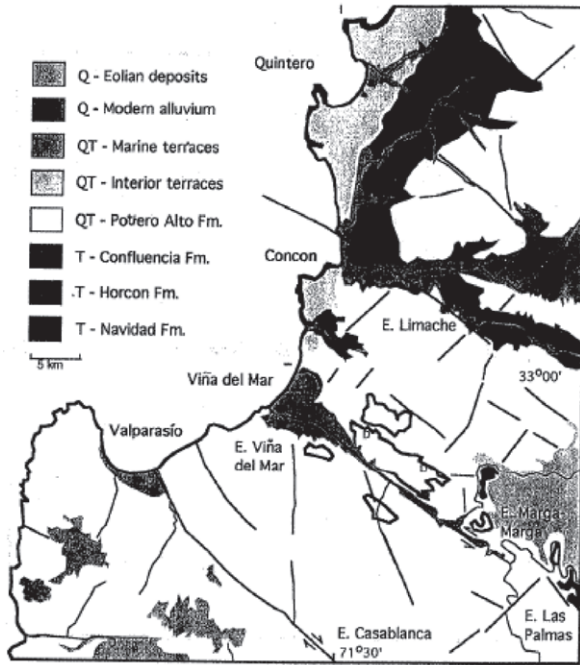 Q - Eolian deposits
Q - Modern alluvium
QT - Marine terraces
QT - Interior terraces
QT - Potrero Alto Fm.
T - Confluencia Fm.
T - Horcon Fm.
T - Navidad Fm.
5 km
Quintero
Concon
E. Limache
33°00'
Viña del Mar
Valparasío
E. Viña
del Mar
E. Marga-
Marga
E. Las
Palmas
E. Casablanca
71°30'